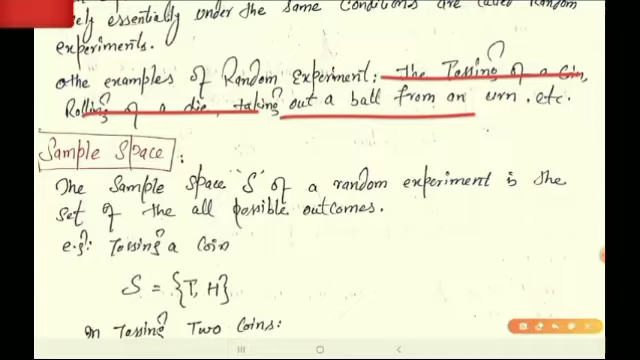 essentially under the same Conditions are called Random
experiments.
Othe examples of Random Experiment: The Tossing of a Coin,
Rolling of a die, taking out a ball from an urn. etc.
Sample Space :
The Sample Space 'S' of a random experiment is the
set of the all possible outcomes.
e.g: Tossing a Coin
S = {T, H}
In Tossing Two Coins: